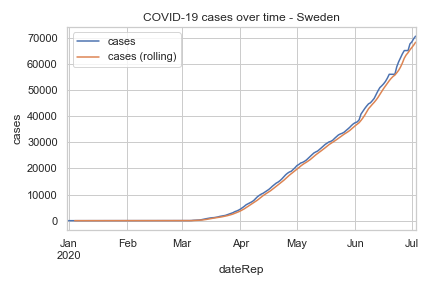 COVID-19 cases over time - Sweden
cases
cases (rolling)
70000
60000
50000
40000
30000
20000
10000
0
cases
Jan Feb Mar Apr May Jun Jul
2020
dateRep